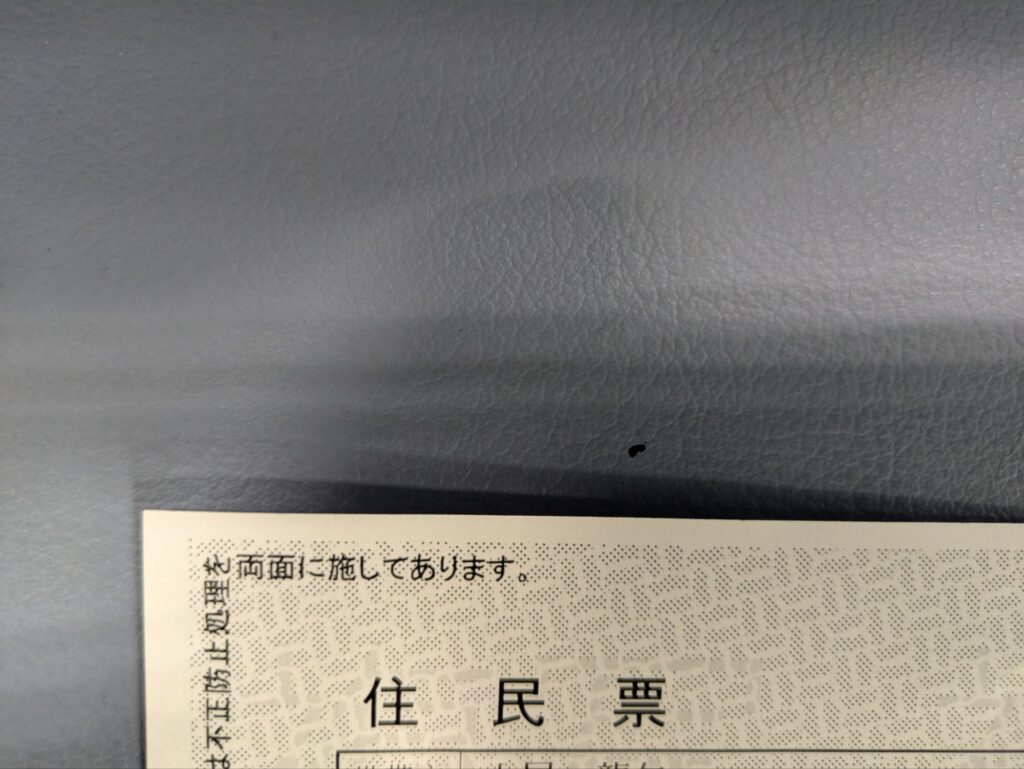 は不正防止処理を
両面に施してあります。
住民票